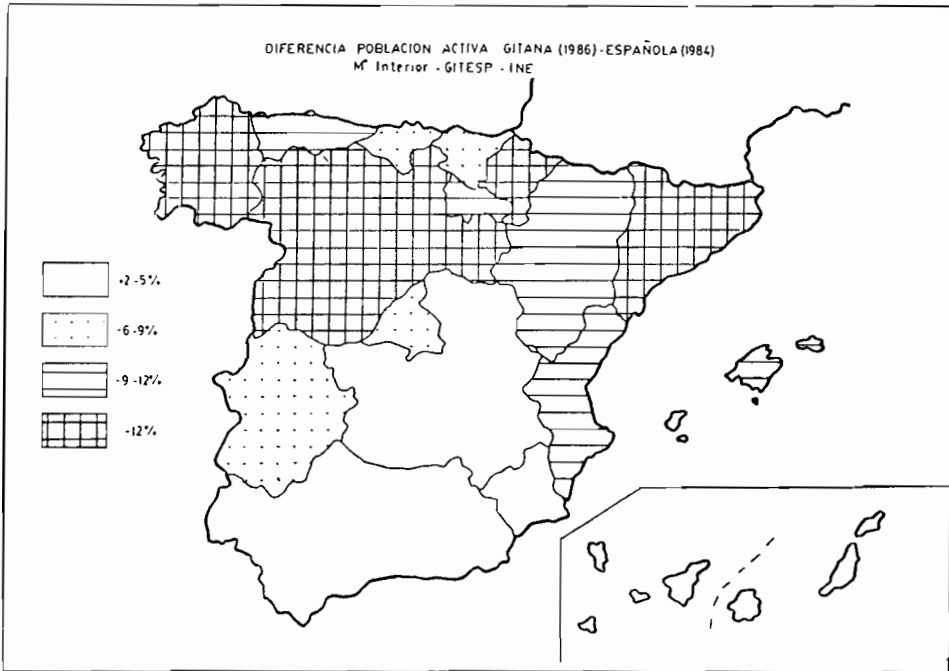 DIFERENCIA POBLACION ACTIVA GITANA (1986)-ESPAÑOLA (1984)
Mº Interior - GITESP - INE
+2 -5%
-6 -9%
-9 -12%
-12%